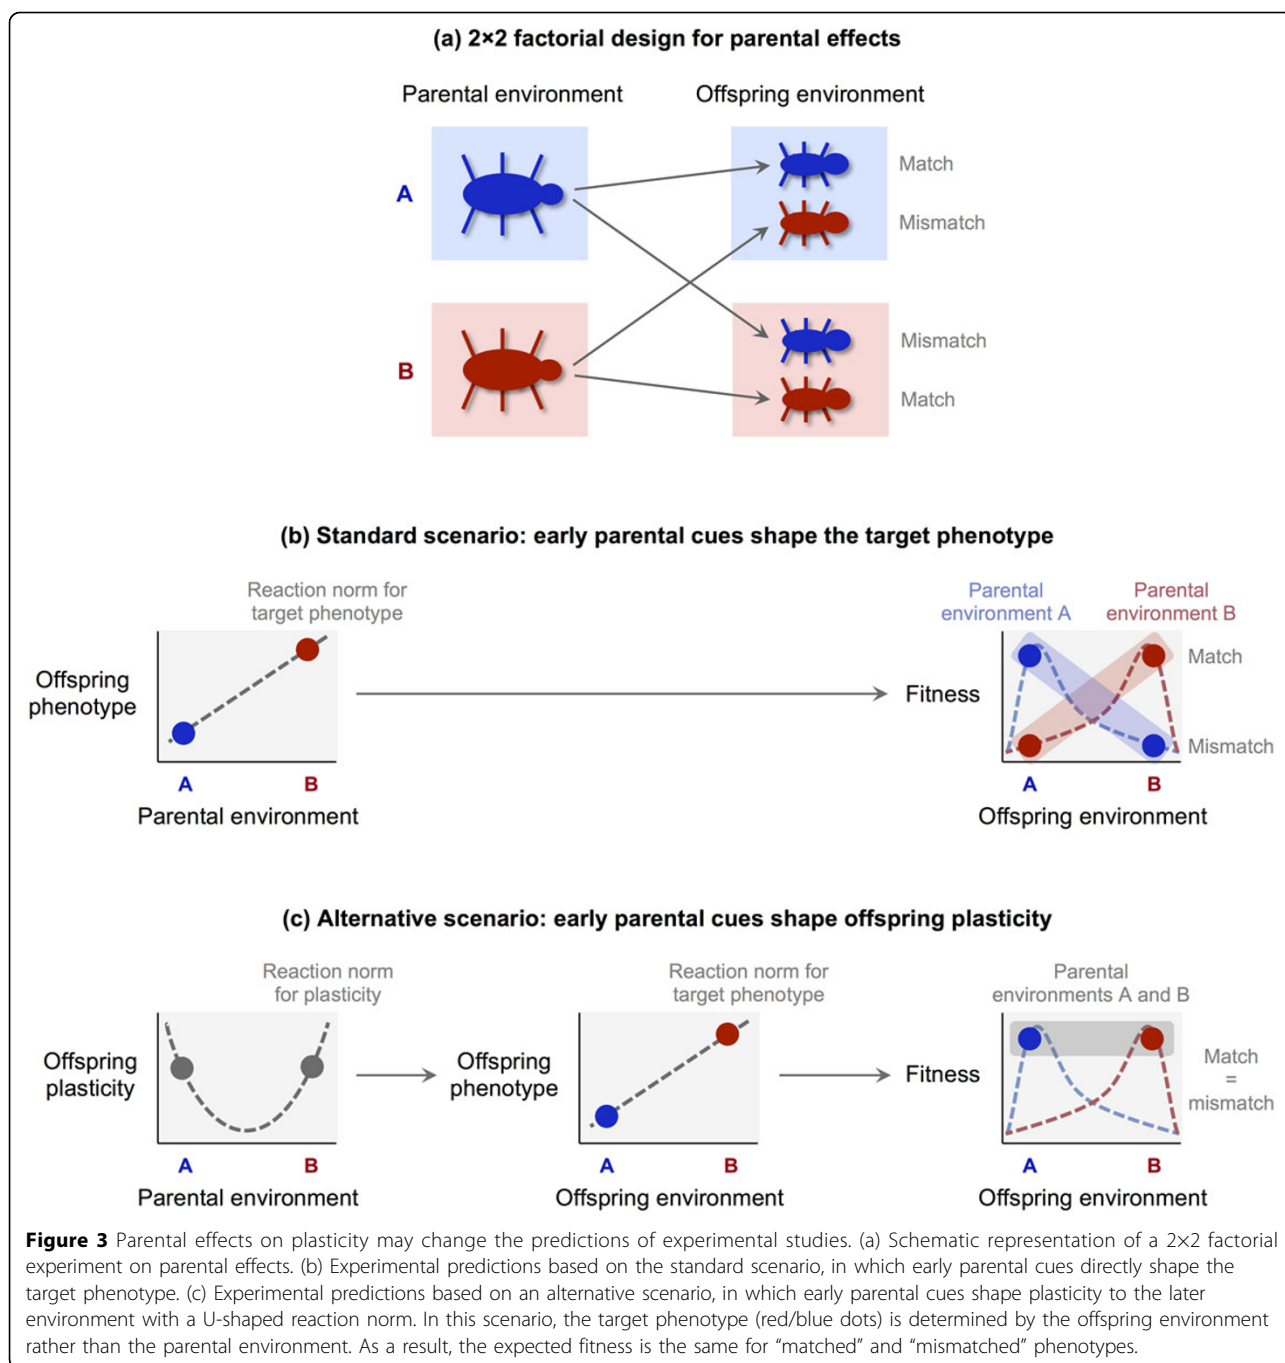 (a) 2×2 factorial design for parental effects
Parental environment
Offspring environment
A
Match
Mismatch
B
Mismatch
Match
(b) Standard scenario: early parental cues shape the target phenotype
Reaction norm for
target phenotype
Offspring
phenotype
A
B
Parental environment
Parental
environment A
Parental
environment B
Fitness
Match
Mismatch
A
B
Offspring environment
(c) Alternative scenario: early parental cues shape offspring plasticity
Reaction norm
for plasticity
Offspring
plasticity
A
B
Parental environment
Reaction norm for
target phenotype
Offspring
phenotype
A
B
Offspring environment
Parental
environments A and B
Fitness
Match
=
mismatch
A
B
Offspring environment
Figure 3 Parental effects on plasticity may change the predictions of experimental studies. (a) Schematic representation of a 2×2 factorial
experiment on parental effects. (b) Experimental predictions based on the standard scenario, in which early parental cues directly shape the
target phenotype. (c) Experimental predictions based on an alternative scenario, in which early parental cues shape plasticity to the later
environment with a U-shaped reaction norm. In this scenario, the target phenotype (red/blue dots) is determined by the offspring environment
rather than the parental environment. As a result, the expected fitness is the same for “matched” and “mismatched” phenotypes.